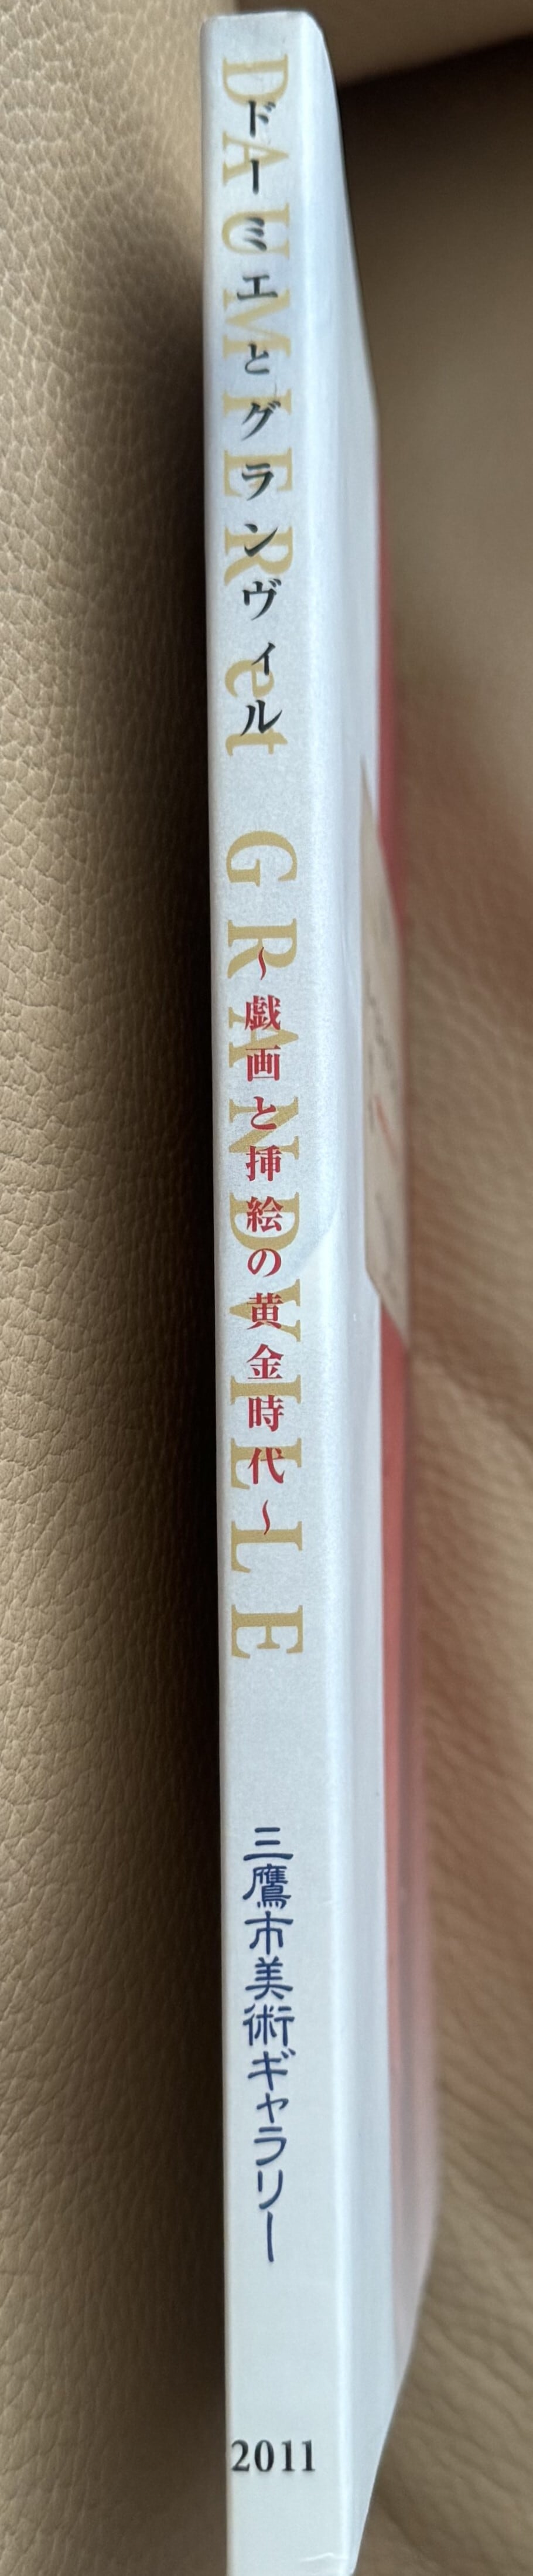 ドーミエとグランヴィル
DAUMIER et GRANDVILLE
～戯画と挿絵の黄金時代～
三鷹市美術ギャラリー
2011